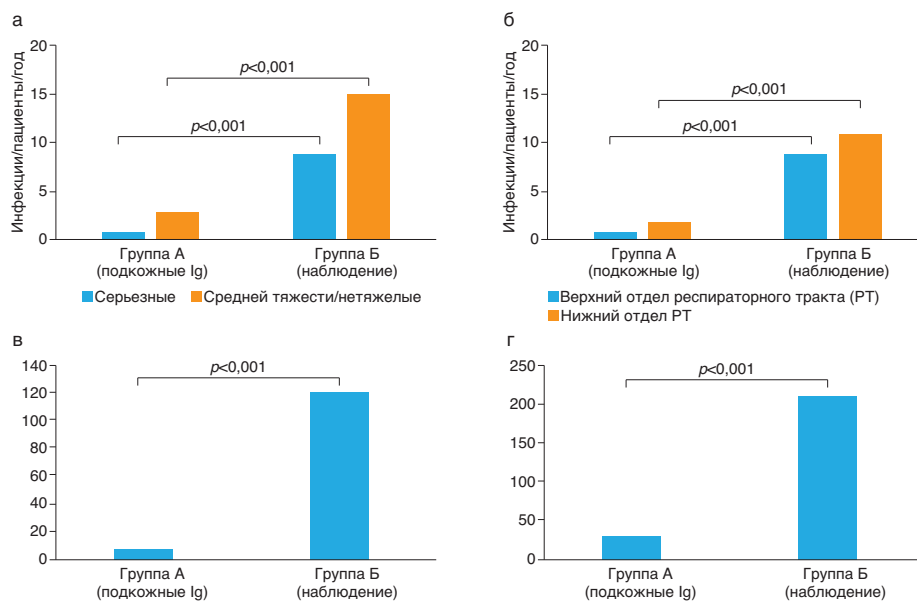 а
20
15
10
5
0
Инфекции/пациенты/год
p<0,001
p<0,001
Группа А
(подкожные Ig)
Группа Б
(наблюдение)
Серьезные
Средней тяжести/нетяжелые
б
20
15
10
5
0
Инфекции/пациенты/год
p<0,001
p<0,001
Группа А
(подкожные Ig)
Группа Б
(наблюдение)
Верхний отдел респираторного тракта (РТ)
Нижний отдел РТ
в
140
120
100
80
60
40
20
0
p<0,001
Группа А
(подкожные Ig)
Группа Б
(наблюдение)
г
250
200
150
100
50
0
p<0,001
Группа А
(подкожные Ig)
Группа Б
(наблюдение)